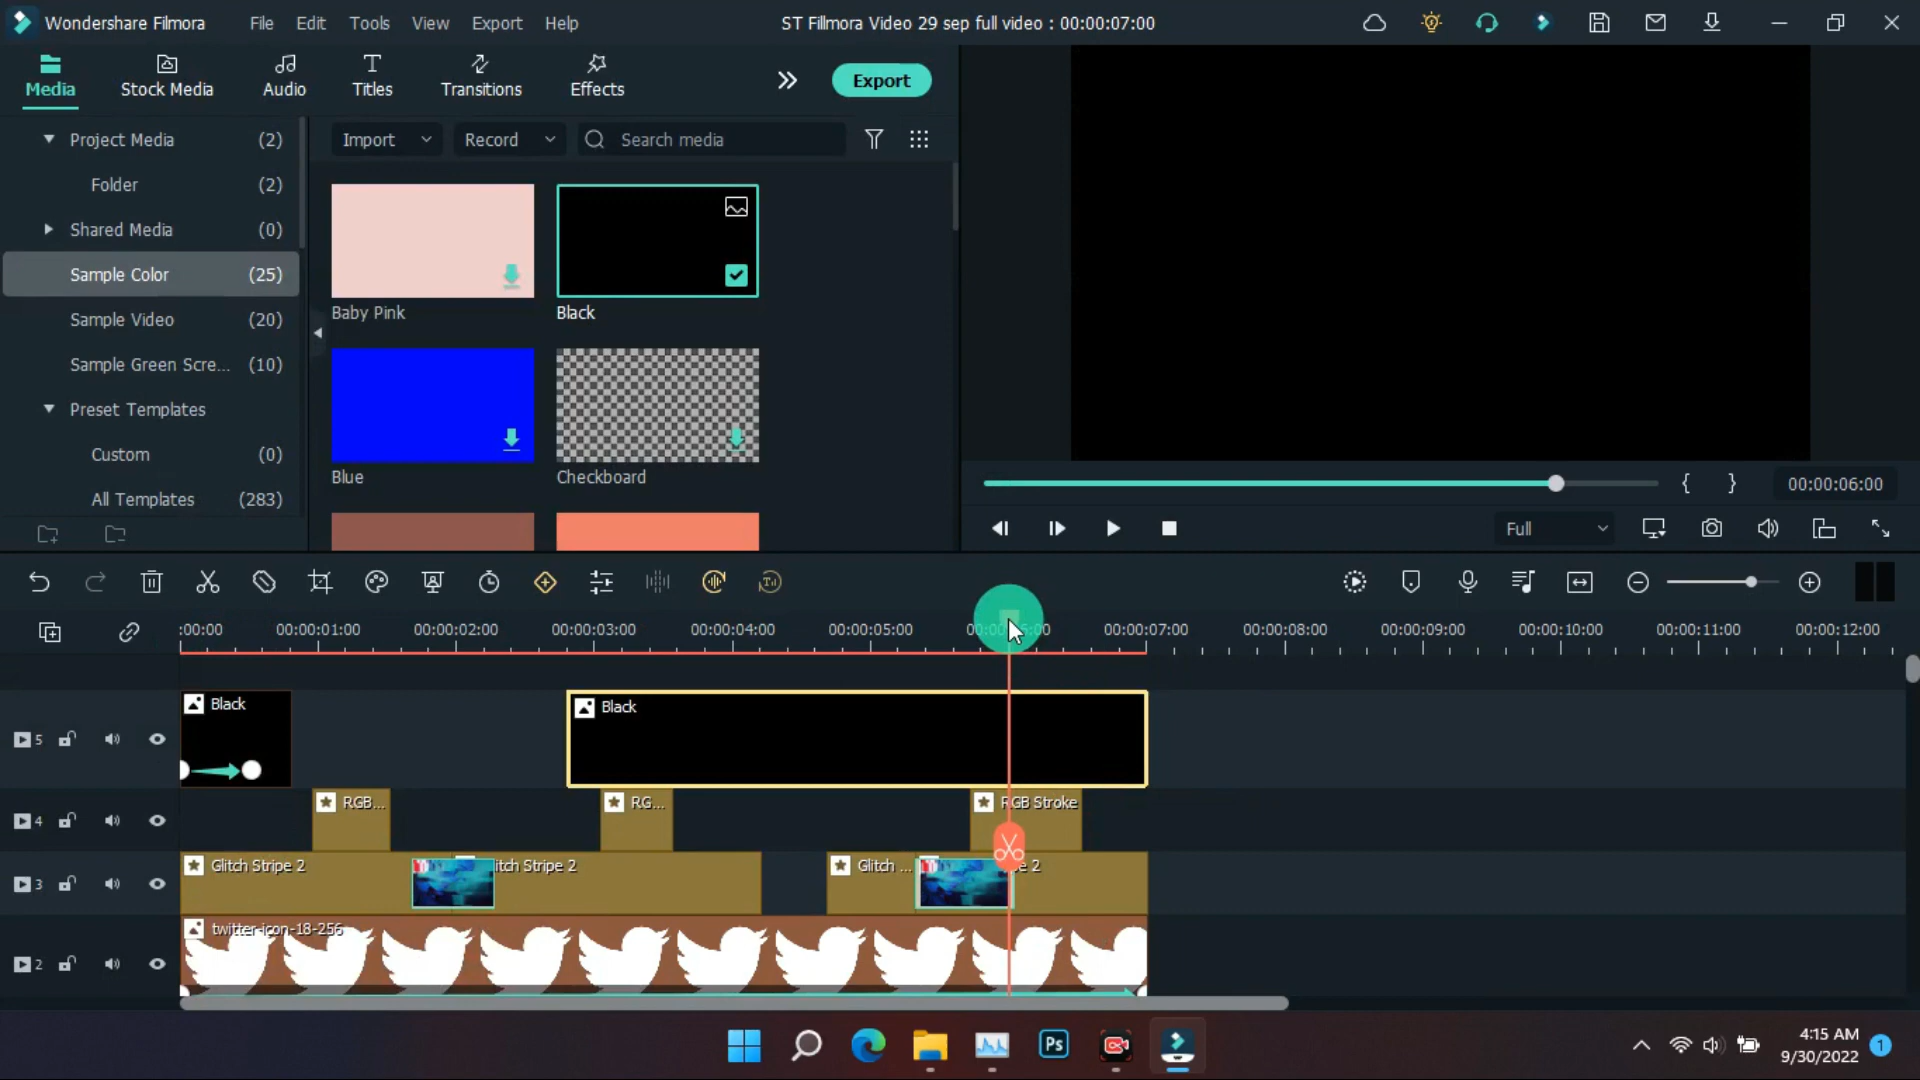 Wondershare Filmora File Edit Tools View Export Help ST Fillmora Video 29 sep full video : 00:00:07:00
Media Stock Media Audio Titles Transitions Effects Export
Project Media (2)
Folder (2)
Shared Media (0)
Sample Color (25)
Sample Video (20)
Sample Green Scre... (10)
Preset Templates
Custom (0)
All Templates (283)
Import Record Search media
Baby Pink Black
Blue Checkboard
00:00:06:00
Full
:00:00 00:00:01:00 00:00:02:00 00:00:03:00 00:00:04:00 00:00:05:00 00:00:07:00 00:00:08:00 00:00:09:00 00:00:10:00 00:00:11:00 00:00:12:00
5 Black Black
4 RGB... RG... RGB Stroke
3 Glitch Stripe 2 itch Stripe 2 Glitch ... e 2
2 twitter-icon-18-256
Ps
4:15 AM
9/30/2022 1